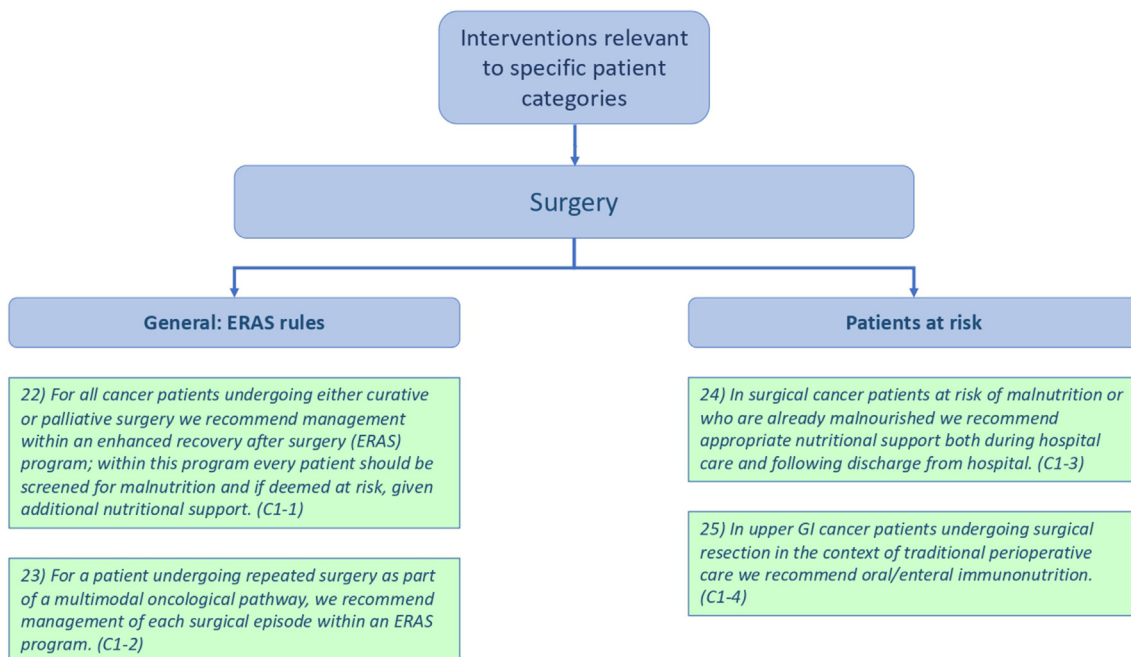 Interventions relevant
to specific patient
categories
Surgery
General: ERAS rules
22) For all cancer patients undergoing either curative
or palliative surgery we recommend management
within an enhanced recovery after surgery (ERAS)
program; within this program every patient should be
screened for malnutrition and if deemed at risk, given
additional nutritional support. (C1-1)
23) For a patient undergoing repeated surgery as part
of a multimodal oncological pathway, we recommend
management of each surgical episode within an ERAS
program. (C1-2)
Patients at risk
24) In surgical cancer patients at risk of malnutrition or
who are already malnourished we recommend
appropriate nutritional support both during hospital
care and following discharge from hospital. (C1-3)
25) In upper GI cancer patients undergoing surgical
resection in the context of traditional perioperative
care we recommend oral/enteral immunonutrition.
(C1-4)